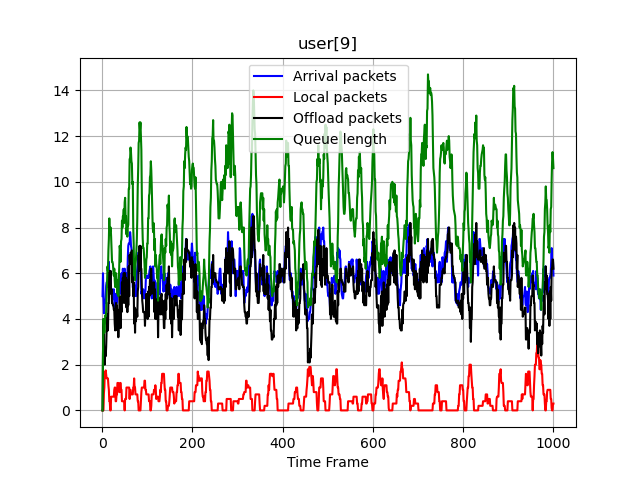 user[9]
Arrival packets
Local packets
Offload packets
Queue length
14
12
10
8
6
4
2
0
0 200 400 600 800 1000
Time Frame